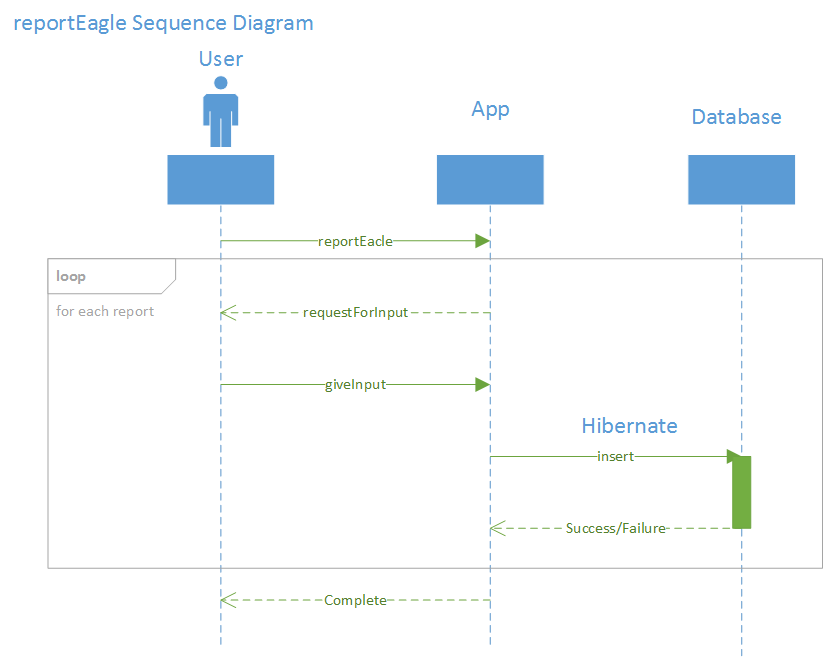 reportEagle Sequence Diagram
User
App
Database
reportEacle
loop
for each report
requestForInput
giveInput
Hibernate
insert
Success/Failure
Complete